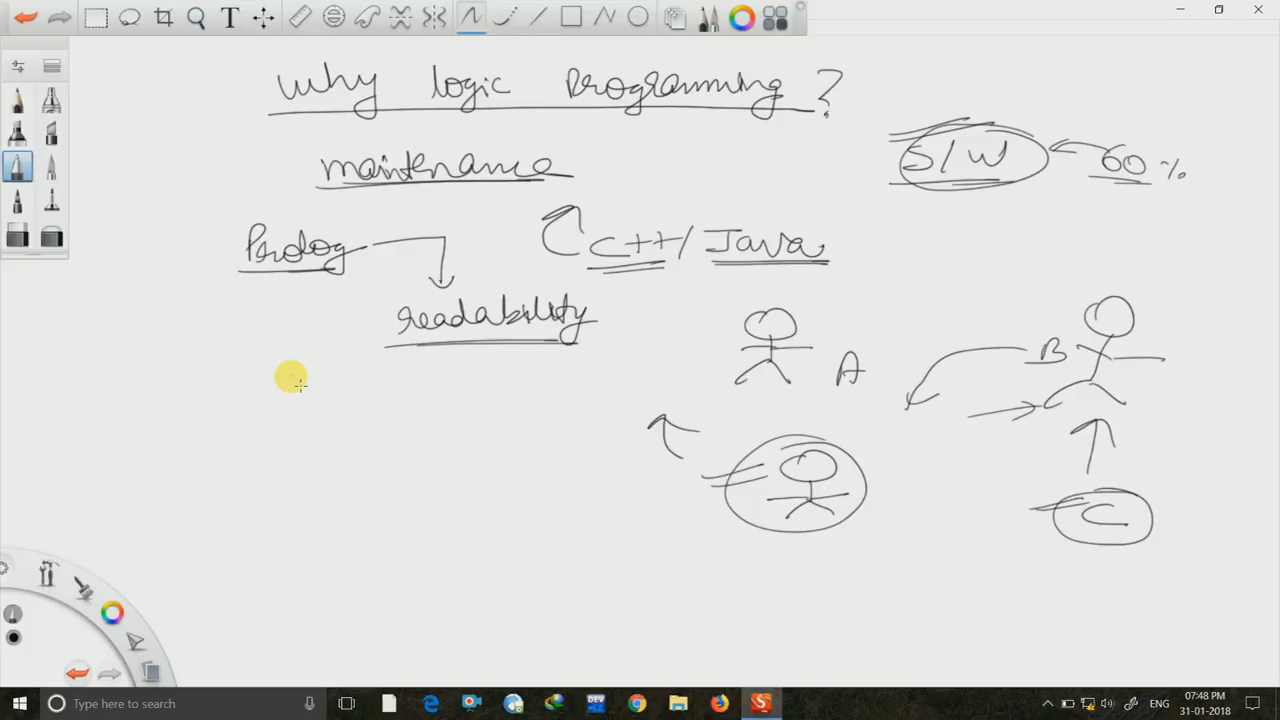 T
why logic Programming ?
maintenance
S/W
60 %
Prolog
C++ / Java
readability
A
B
C
Type here to search
DEV
S
ENG
07:48 PM
31-01-2018